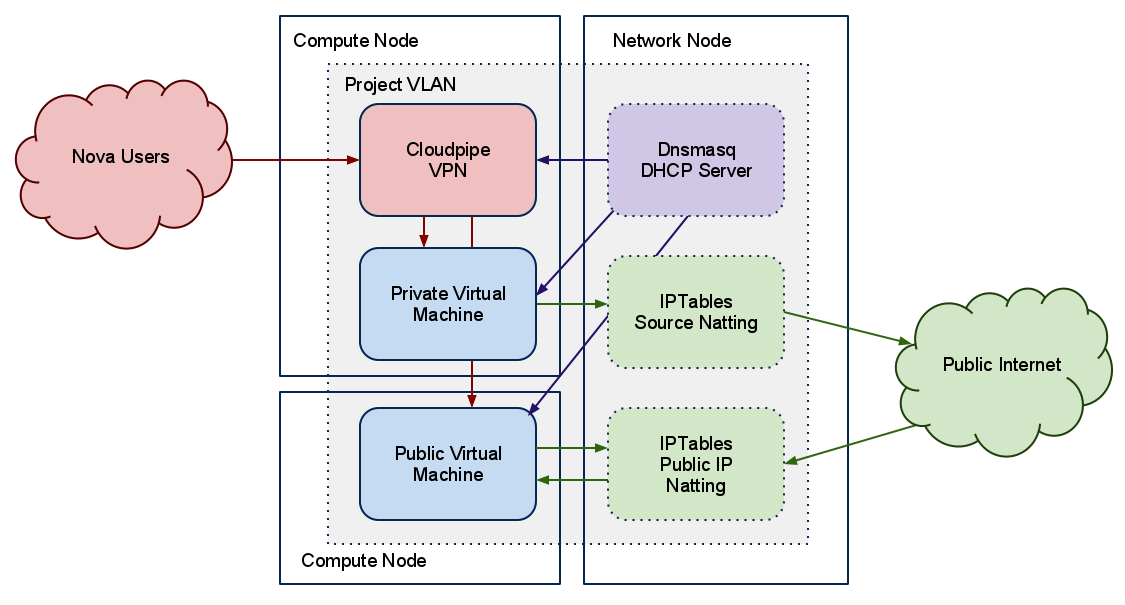 Compute Node
Network Node
Project VLAN
Nova Users
Cloudpipe
VPN
Dnsmasq
DHCP Server
Private Virtual
Machine
IPTables
Source Natting
Public Internet
Public Virtual
Machine
IPTables
Public IP
Natting
Compute Node